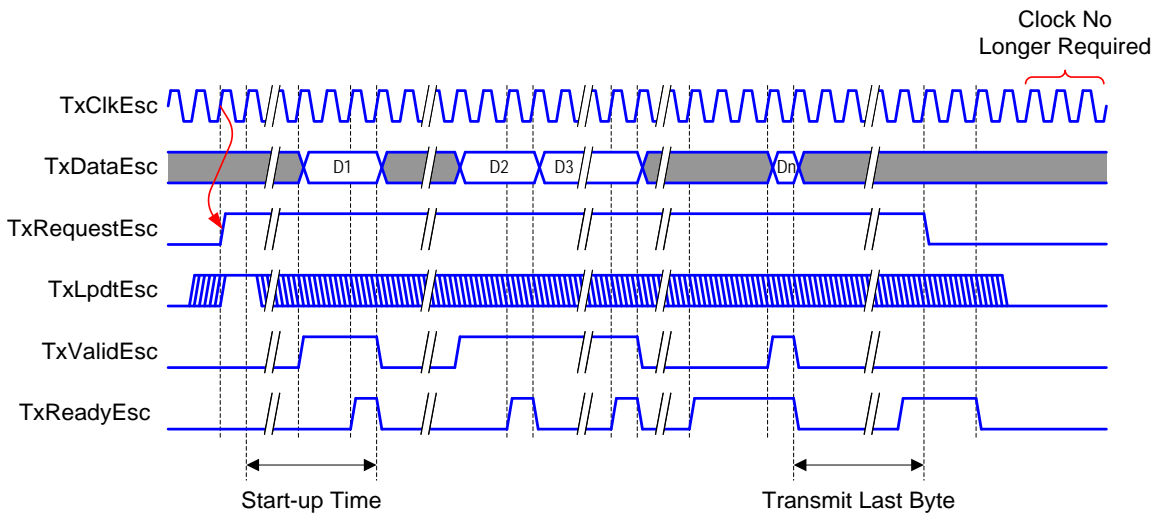 Clock No
Longer Required
TxClkEsc
TxDataEsc
D1
D2
D3
Dn
TxRequestEsc
TxLpdtEsc
TxValidEsc
TxReadyEsc
Start-up Time
Transmit Last Byte